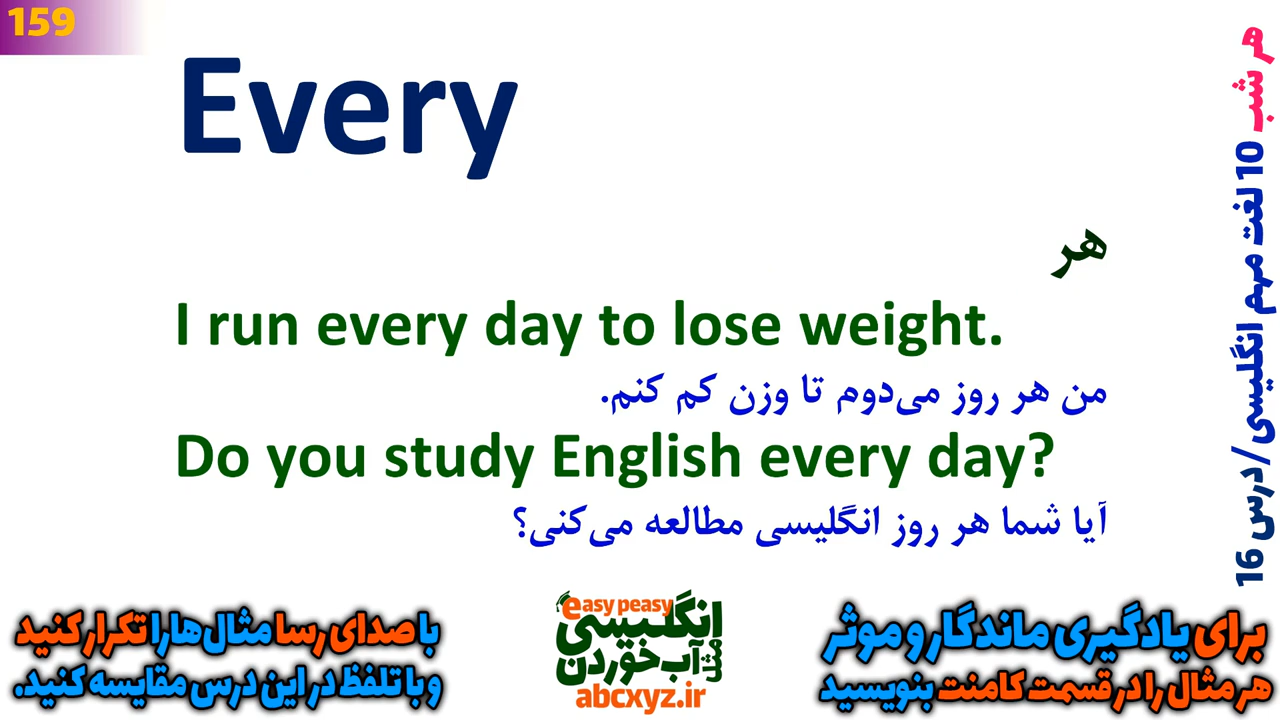 159
Every
هر
I run every day to lose weight.
من هر روز می‌دوم تا وزن کم کنم.
Do you study English every day?
آیا شما هر روز انگلیسی مطالعه می‌کنی؟
هر شب 10 لغت مهم انگلیسی/درس 16
برای یادگیری ماندگار و موثر
هر مثال را در قسمت کامنت بنویسید
easy peasy
انگلیسی
مثل
آب خوردن
abcxyz.ir
با صدای رسا مثال‌ها را تکرار کنید
و با تلفظ در این درس مقایسه کنید.